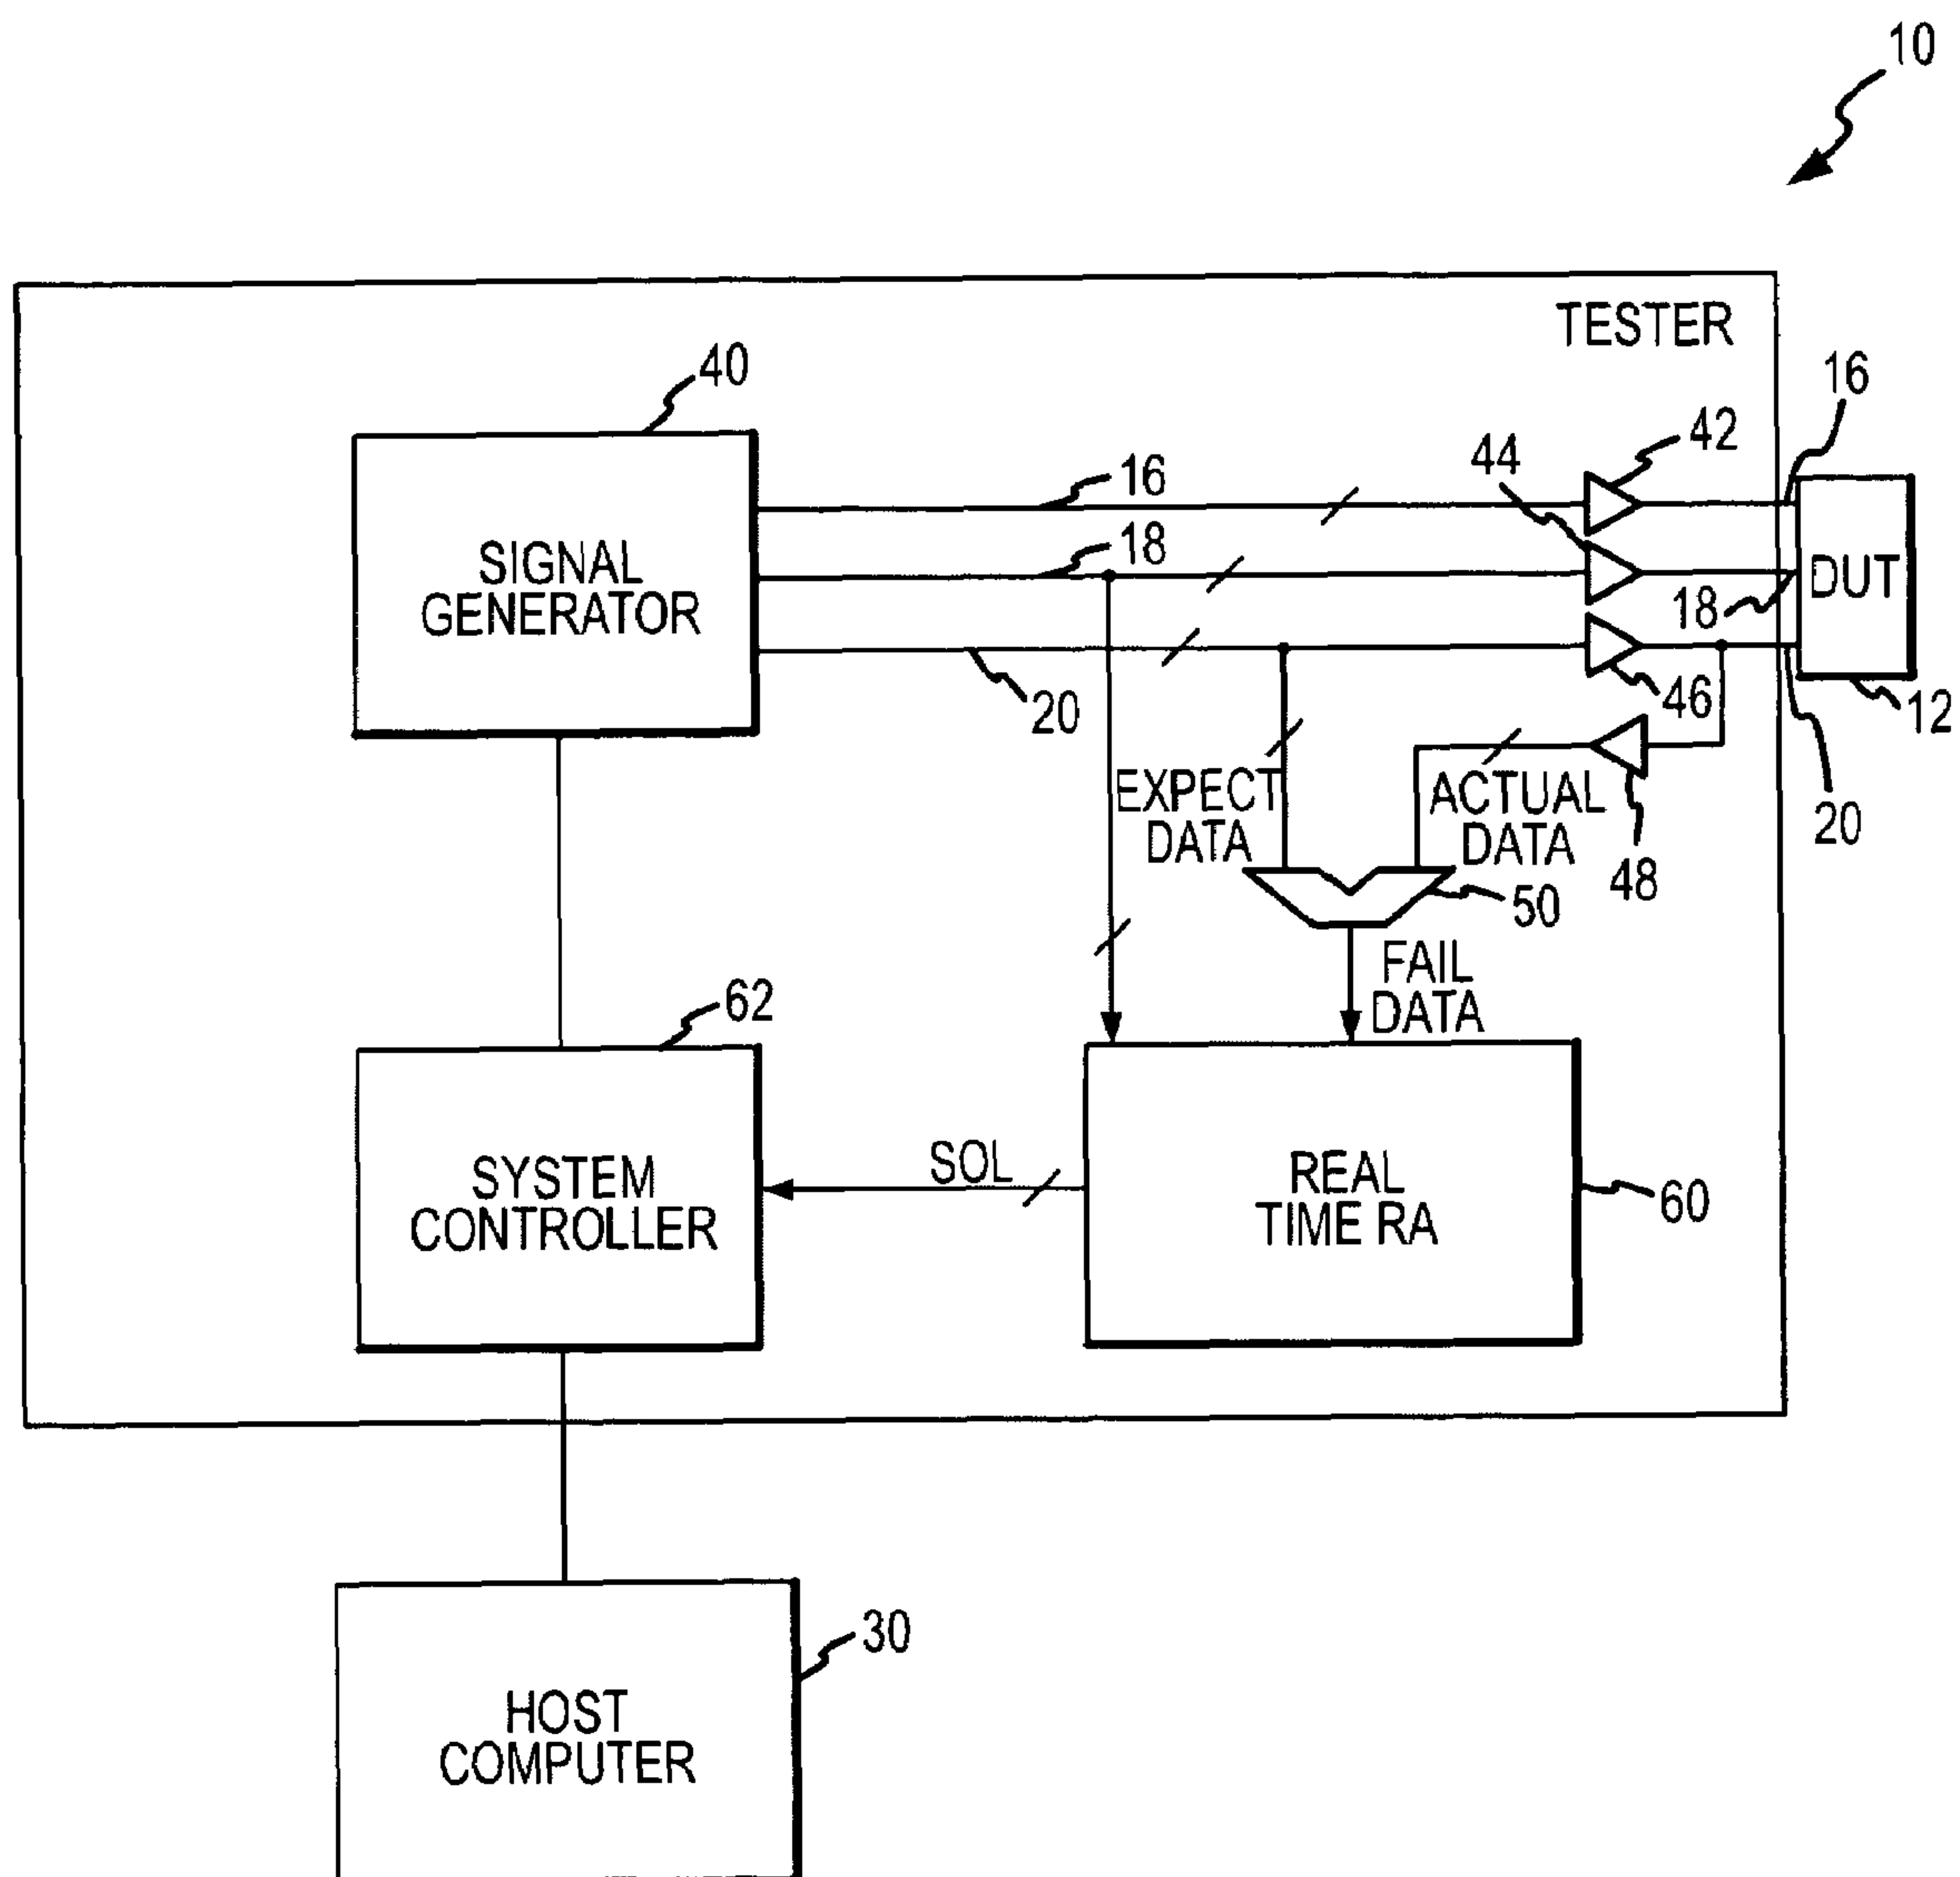 10
TESTER
40
16
42
44
16
18
SIGNAL
GENERATOR
DUT
18
20
46
12
EXPECT
DATA
ACTUAL
DATA
20
48
50
FAIL
DATA
62
SYSTEM
CONTROLLER
SOL
REAL
TIME RA
60
30
HOST
COMPUTER